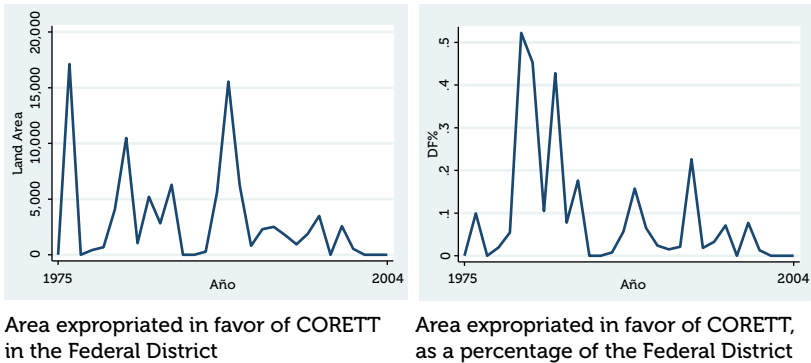 20,000
15,000
10,000
5,000
0
Land Area
1975
Año
2004
.5
.4
.3
.2
.1
0
DF%
1975
Año
2004
Area expropriated in favor of CORETT
in the Federal District
Area expropriated in favor of CORETT,
as a percentage of the Federal District